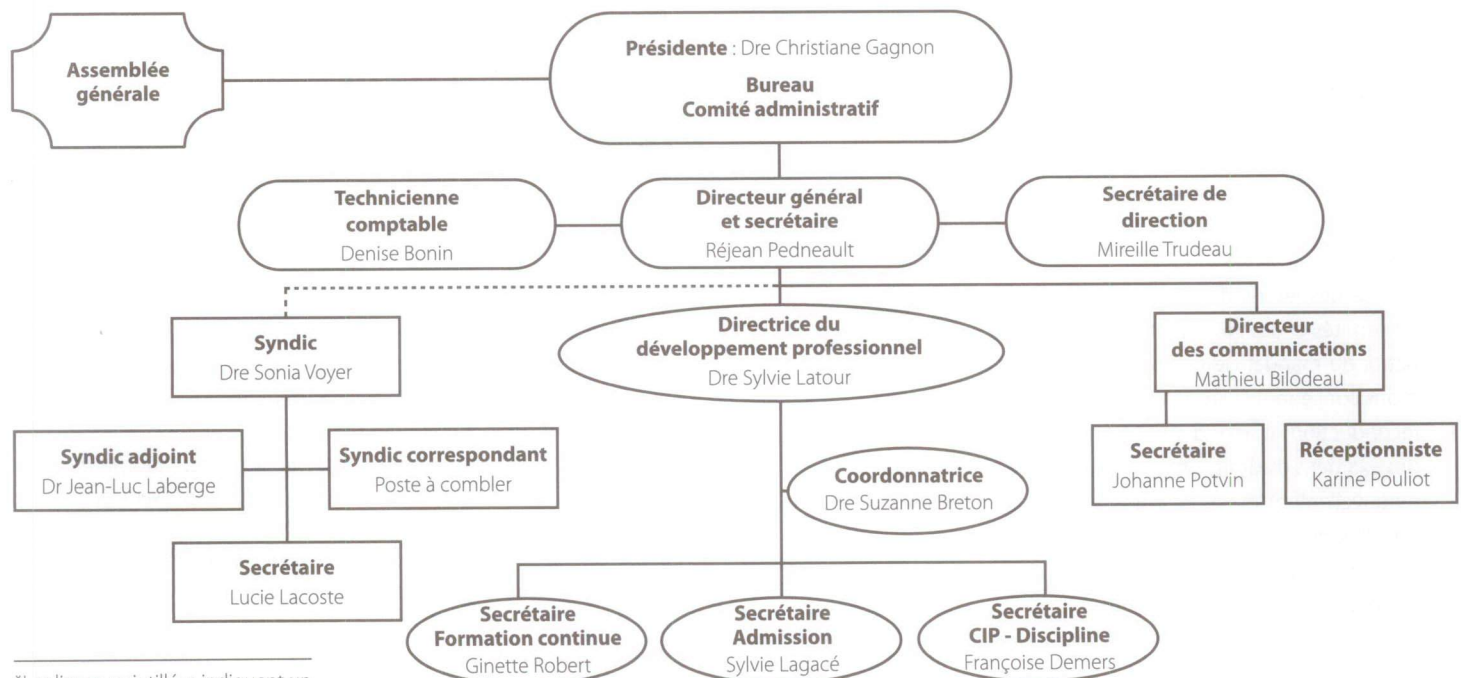 Assemblée
générale
Présidente : Dre Christiane Gagnon
Bureau
Comité administratif
Technicienne
comptable
Denise Bonin
Directeur général
et secrétaire
Réjean Pedneault
Secrétaire de
direction
Mireille Trudeau
Syndic
Dre Sonia Voyer
Directrice du
développement professionnel
Dre Sylvie Latour
Directeur
des communications
Mathieu Bilodeau
Syndic adjoint
Dr Jean-Luc Laberge
Syndic correspondant
Poste à combler
Coordonnatrice
Dre Suzanne Breton
Secrétaire
Johanne Potvin
Réceptionniste
Karine Pouliot
Secrétaire
Lucie Lacoste
Secrétaire
Formation continue
Ginette Robert
Secrétaire
Admission
Sylvie Lagacé
Secrétaire
CIP - Discipline
Françoise Demers